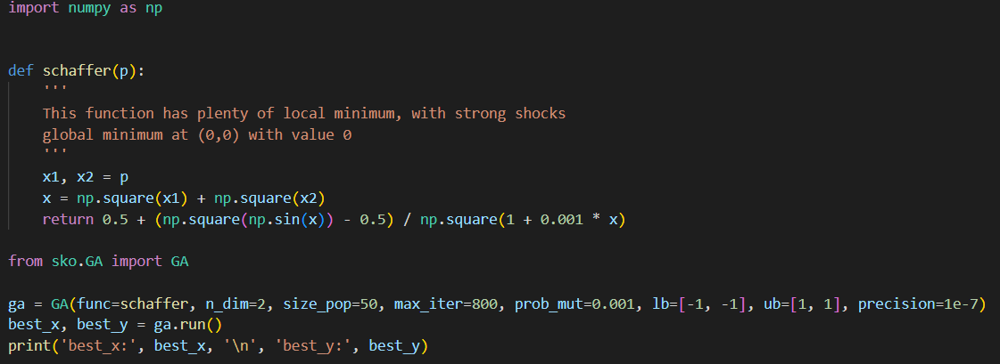 import numpy as np
def schaffer(p):
    '''
    This function has plenty of local minimum, with strong shocks
    global minimum at (0,0) with value 0
    '''
    x1, x2 = p
    x = np.square(x1) + np.square(x2)
    return 0.5 + (np.square(np.sin(x)) - 0.5) / np.square(1 + 0.001 * x)
from sko.GA import GA
ga = GA(func=schaffer, n_dim=2, size_pop=50, max_iter=800, prob_mut=0.001, lb=[-1, -1], ub=[1, 1], precision=1e-7)
best_x, best_y = ga.run()
print('best_x:', best_x, '\n', 'best_y:', best_y)